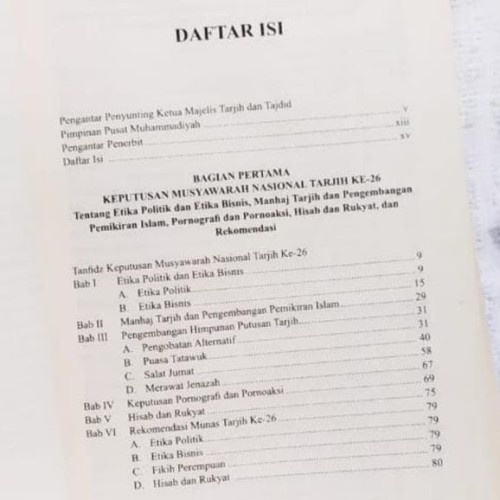 DAFTAR ISI
Pengantar Penyunting Ketua Majelis Tarjih dan Tajdid
Pimpinan Pusat Muhammadiyah v
Pengantar Penerbit xiii
Daftar Isi xv
BAGIAN PERTAMA
KEPUTUSAN MUSYAWARAH NASIONAL TARJIH KE-26
Tentang Etika Politik dan Etika Bisnis, Manhaj Tarjih dan Pengembangan
Pemikiran Islam, Pornografi dan Pornoaksi, Hisab dan Rukyat, dan
Rekomendasi
Tanfidz Keputusan Musyawarah Nasional Tarjih Ke-26
Bab I Etika Politik dan Etika Bisnis 9
A. Etika Politik 9
B. Etika Bisnis 15
Bab II Manhaj Tarjih dan Pengembangan Pemikiran Islam 29
Bab III Pengembangan Himpunan Putusan Tarjih 31
A. Pengobatan Alternatif 31
B. Puasa Tatawuk 40
C. Salat Jumat 58
D. Merawat Jenazah 67
Bab IV Keputusan Pornografi dan Pornoaksi 69
Bab V Hisab dan Rukyat 75
Bab VI Rekomendasi Munas Tarjih Ke-26 79
A. Etika Politik 79
B. Etika Bisnis 79
C. Fikih Perempuan 79
D. Hisab dan Rukyat 80